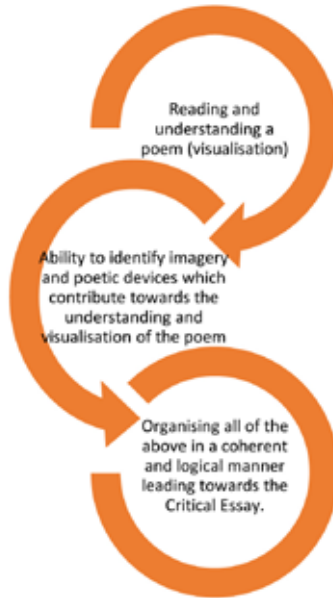 Reading and
understanding a
poem (visualisation)
Ability to identify imagery
and poetic devices which
contribute towards the
understanding and
visualisation of the poem
Organising all of the
above in a coherent
and logical manner
leading towards the
Critical Essay.